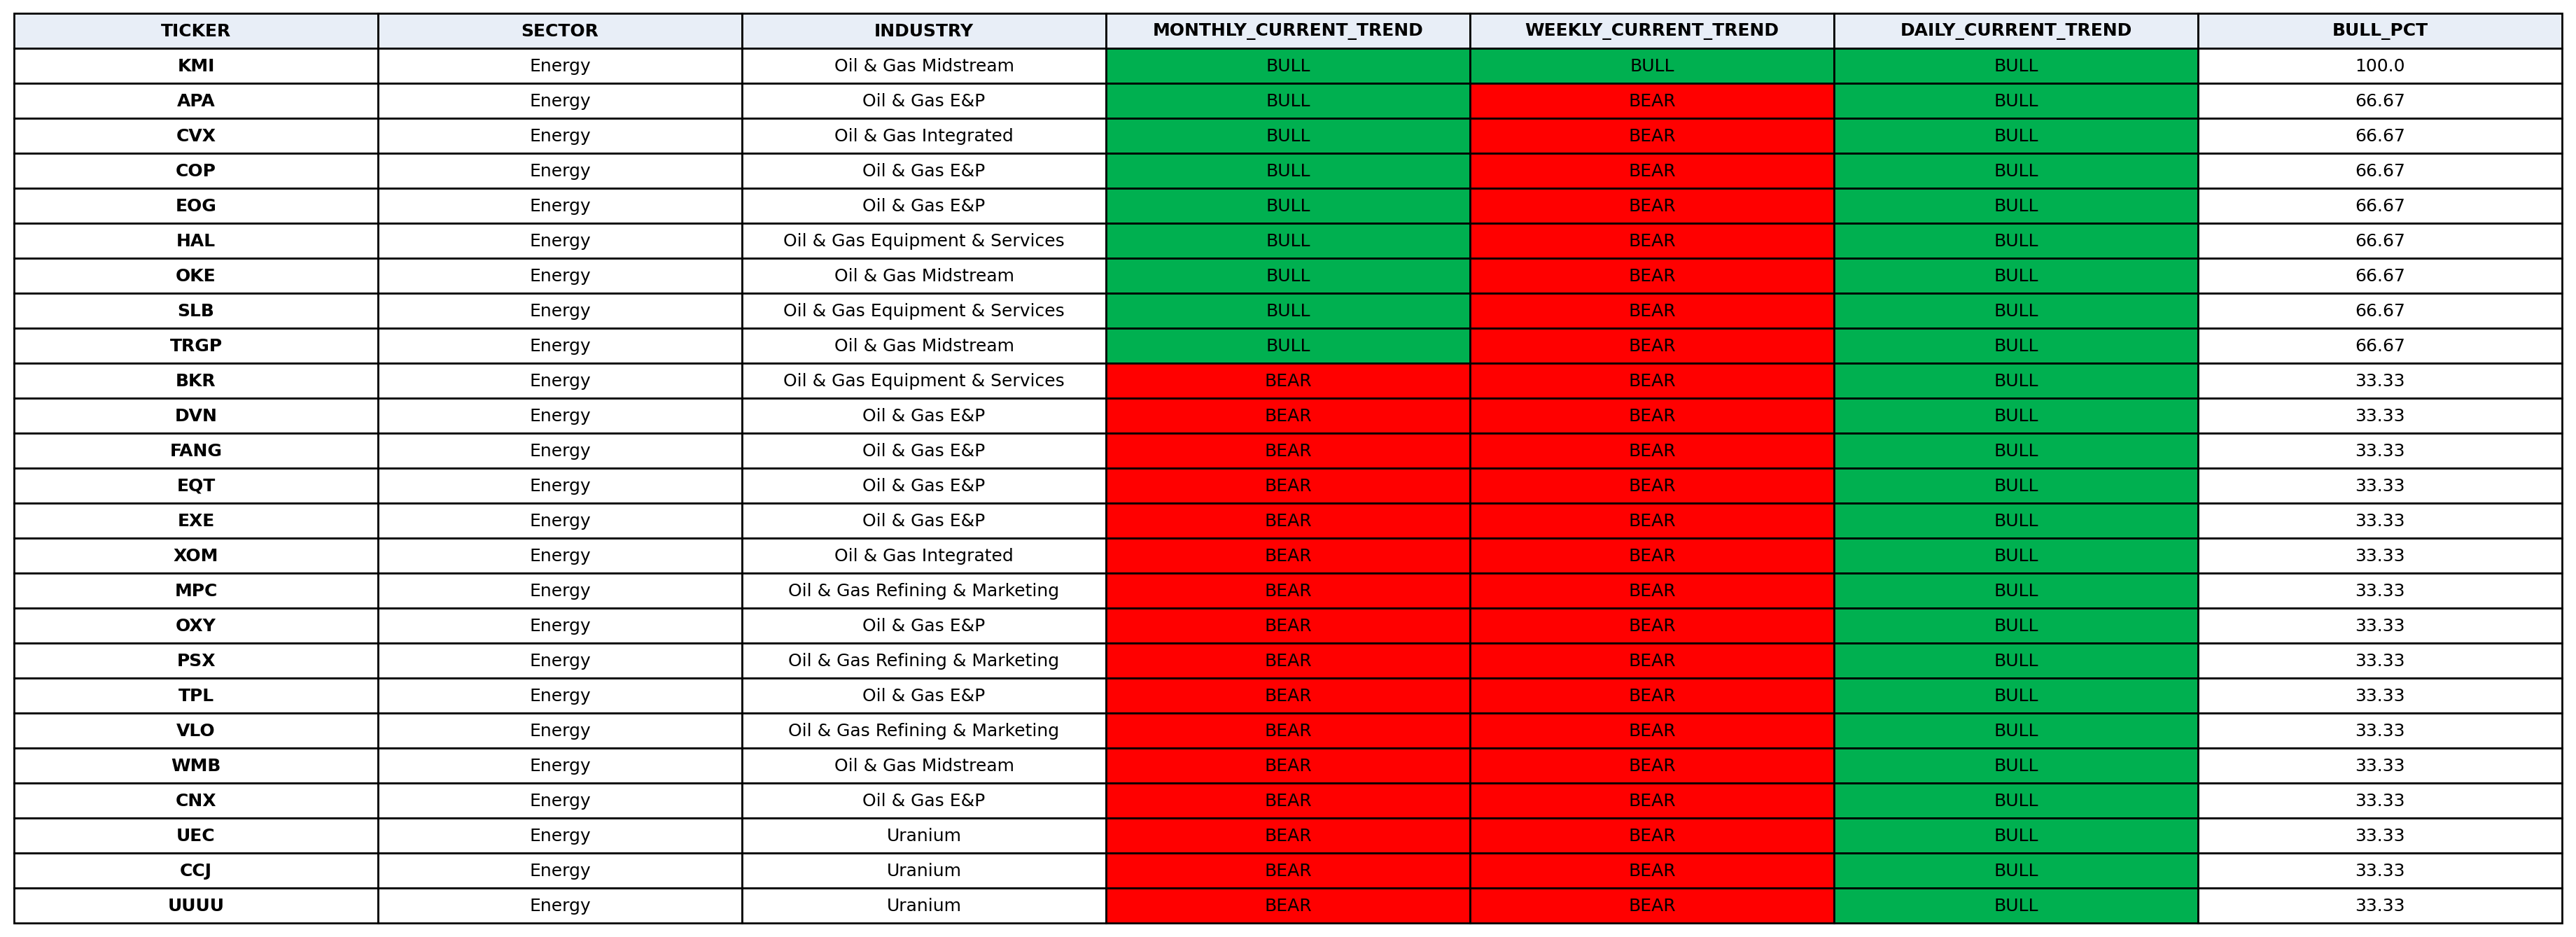 TICKER SECTOR INDUSTRY MONTHLY_CURRENT_TREND WEEKLY_CURRENT_TREND DAILY_CURRENT_TREND BULL_PCT
KMI Energy Oil & Gas Midstream BULL BULL BULL 100.0
APA Energy Oil & Gas E&P BULL BEAR BULL 66.67
CVX Energy Oil & Gas Integrated BULL BEAR BULL 66.67
COP Energy Oil & Gas E&P BULL BEAR BULL 66.67
EOG Energy Oil & Gas E&P BULL BEAR BULL 66.67
HAL Energy Oil & Gas Equipment & Services BULL BEAR BULL 66.67
OKE Energy Oil & Gas Midstream BULL BEAR BULL 66.67
SLB Energy Oil & Gas Equipment & Services BULL BEAR BULL 66.67
TRGP Energy Oil & Gas Midstream BULL BEAR BULL 66.67
BKR Energy Oil & Gas Equipment & Services BEAR BEAR BULL 33.33
DVN Energy Oil & Gas E&P BEAR BEAR BULL 33.33
FANG Energy Oil & Gas E&P BEAR BEAR BULL 33.33
EQT Energy Oil & Gas E&P BEAR BEAR BULL 33.33
EXE Energy Oil & Gas E&P BEAR BEAR BULL 33.33
XOM Energy Oil & Gas Integrated BEAR BEAR BULL 33.33
MPC Energy Oil & Gas Refining & Marketing BEAR BEAR BULL 33.33
OXY Energy Oil & Gas E&P BEAR BEAR BULL 33.33
PSX Energy Oil & Gas Refining & Marketing BEAR BEAR BULL 33.33
TPL Energy Oil & Gas E&P BEAR BEAR BULL 33.33
VLO Energy Oil & Gas Refining & Marketing BEAR BEAR BULL 33.33
WMB Energy Oil & Gas Midstream BEAR BEAR BULL 33.33
CNX Energy Oil & Gas E&P BEAR BEAR BULL 33.33
UEC Energy Uranium BEAR BEAR BULL 33.33
CCJ Energy Uranium BEAR BEAR BULL 33.33
UUUU Energy Uranium BEAR BEAR BULL 33.33